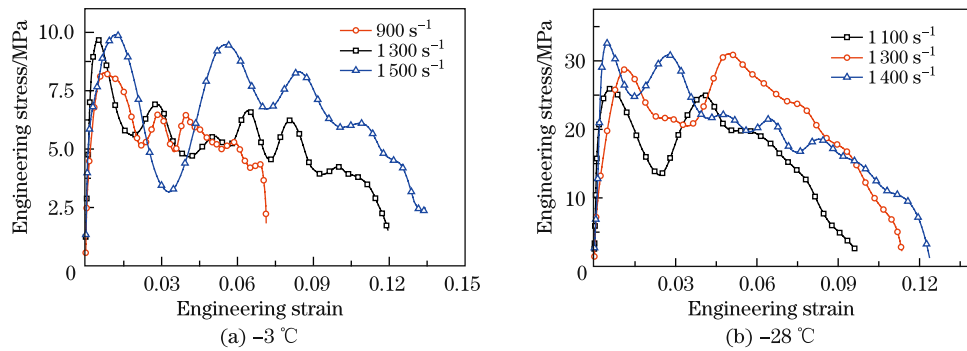 Engineering stress/MPa
10.0
7.5
5.0
2.5
0
900 s⁻¹
1 300 s⁻¹
1 500 s⁻¹
0.03
0.06
0.09
0.12
0.15
Engineering strain
(a) –3 ℃
Engineering stress/MPa
30
20
10
0
1 100 s⁻¹
1 300 s⁻¹
1 400 s⁻¹
0.03
0.06
0.09
0.12
Engineering strain
(b) –28 ℃